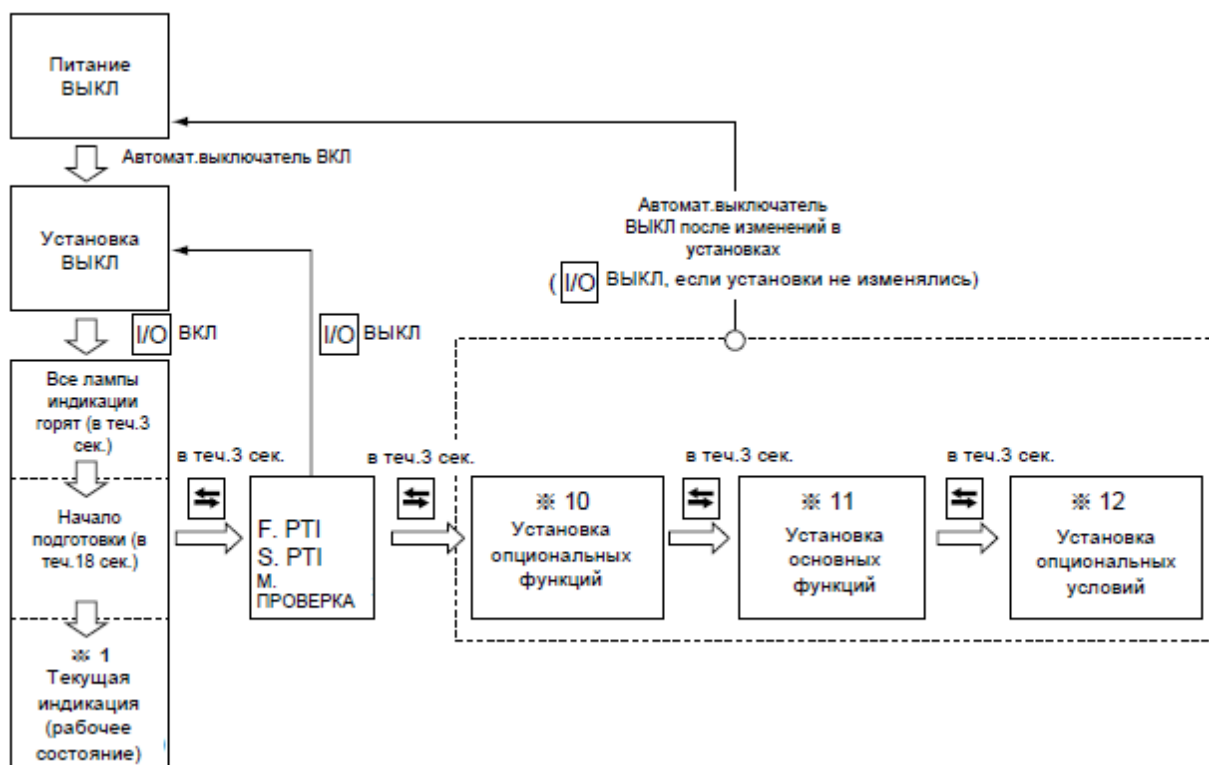 Питание
ВЫКЛ
Автомат.выключатель ВКЛ
Установка
ВЫКЛ
Автомат.выключатель
ВЫКЛ после изменений в
установках
( I/O ВЫКЛ, если установки не изменялись)
I/O ВКЛ
I/O ВЫКЛ
Все лампы
индикации
горят (в теч.3
сек.)
в теч.3 сек.
в теч.3 сек.
в теч.3 сек.
в теч.3 сек.
Начало
подготовки (в
теч.18 сек.)
F. PTI
S. PTI
М.
ПРОВЕРКА
※ 10
Установка
опциональных
функций
※ 11
Установка
основных
функций
※ 12
Установка
опциональных
условий
※ 1
Текущая
индикация
(рабочее
состояние)